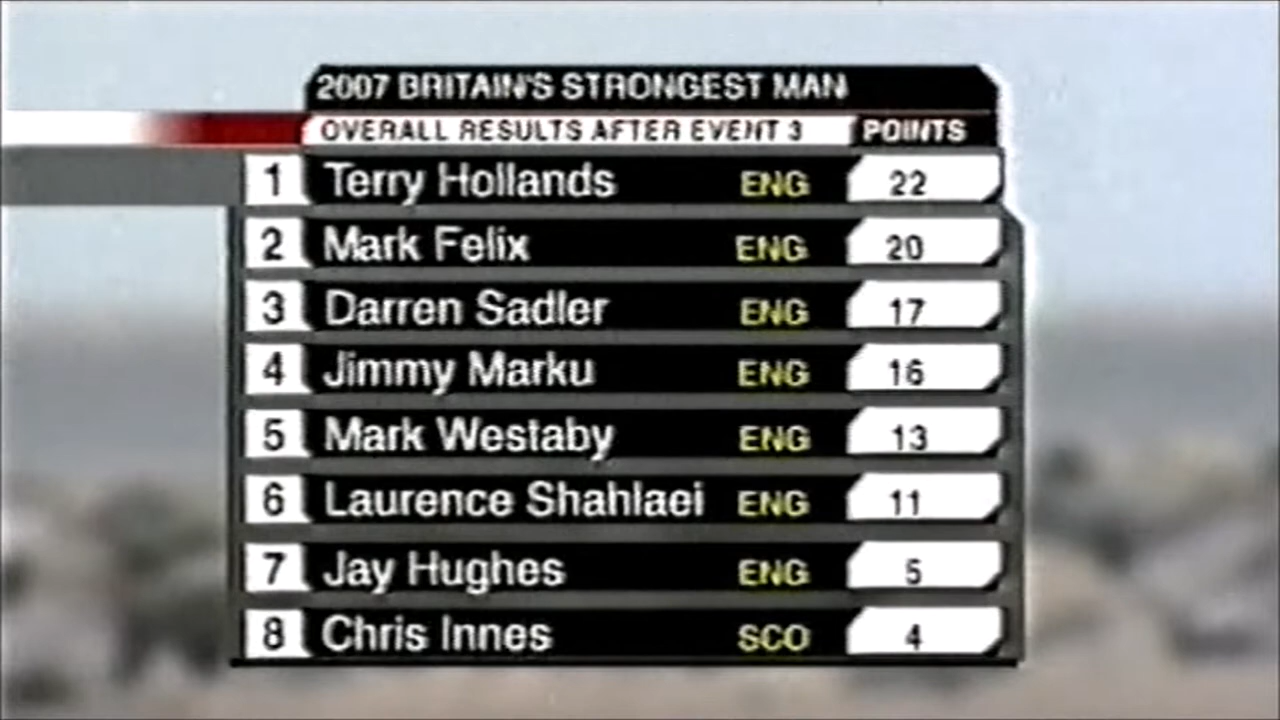 2007 BRITAIN'S STRONGEST MAN
OVERALL RESULTS AFTER EVENT 3 POINTS
1 Terry Hollands ENG 22
2 Mark Felix ENG 20
3 Darren Sadler ENG 17
4 Jimmy Marku ENG 16
5 Mark Westaby ENG 13
6 Laurence Shahlaei ENG 11
7 Jay Hughes ENG 5
8 Chris Innes SCO 4